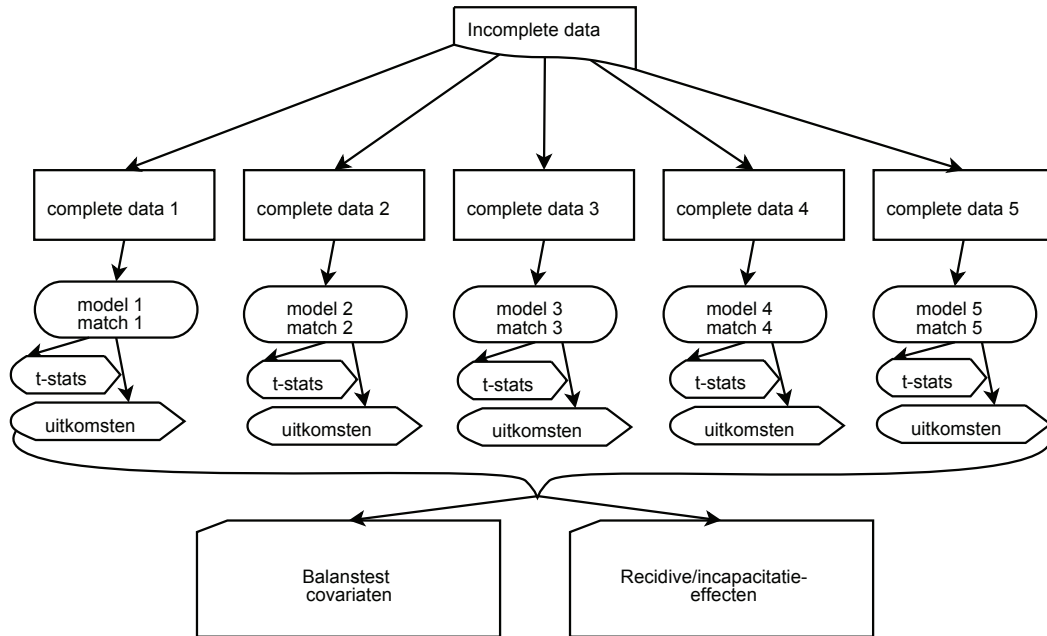 Incomplete data
complete data 1
complete data 2
complete data 3
complete data 4
complete data 5
model 1
match 1
model 2
match 2
model 3
match 3
model 4
match 4
model 5
match 5
t-stats
t-stats
t-stats
t-stats
t-stats
uitkomsten
uitkomsten
uitkomsten
uitkomsten
uitkomsten
Balanstest
covariaten
Recidive/incapacitatie-
effecten